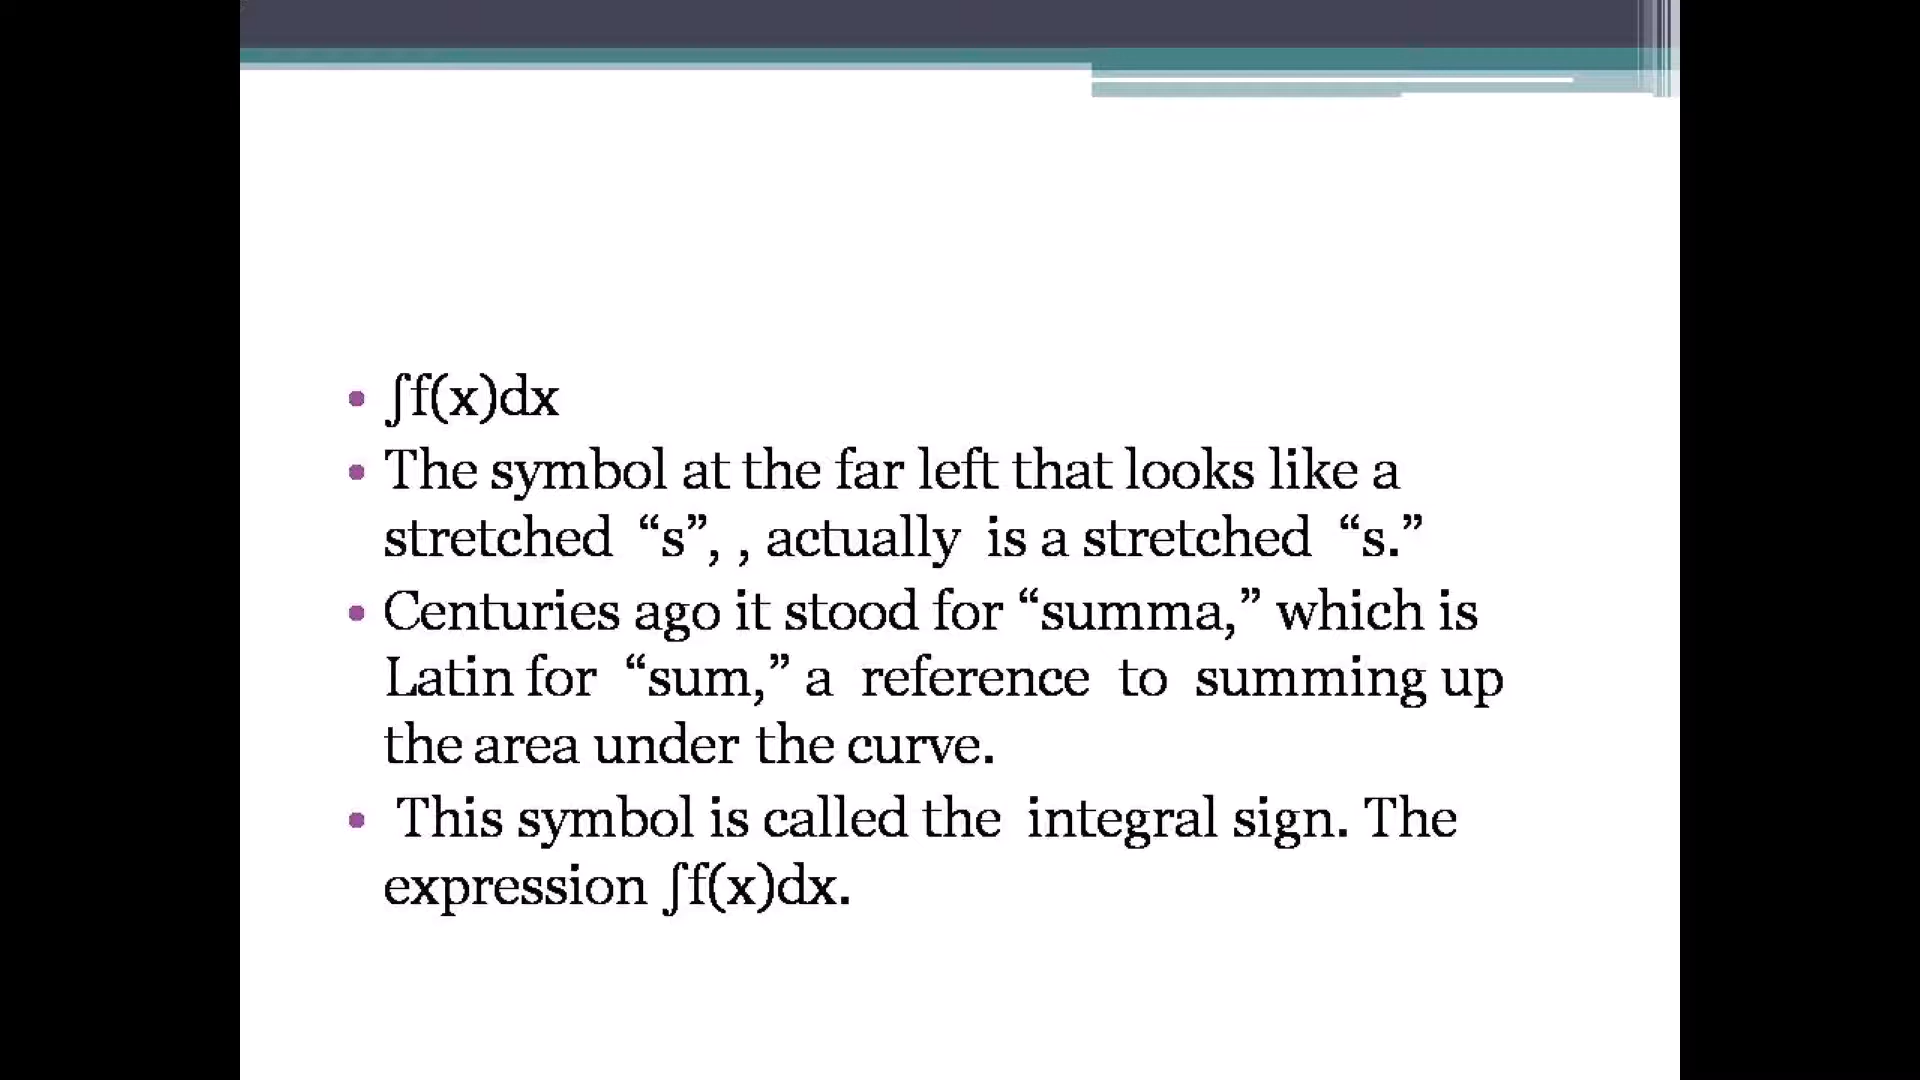 • ∫f(x)dx
• The symbol at the far left that looks like a
stretched “s”, , actually is a stretched “s.”
• Centuries ago it stood for “summa,” which is
Latin for “sum,” a reference to summing up
the area under the curve.
• This symbol is called the integral sign. The
expression ∫f(x)dx.